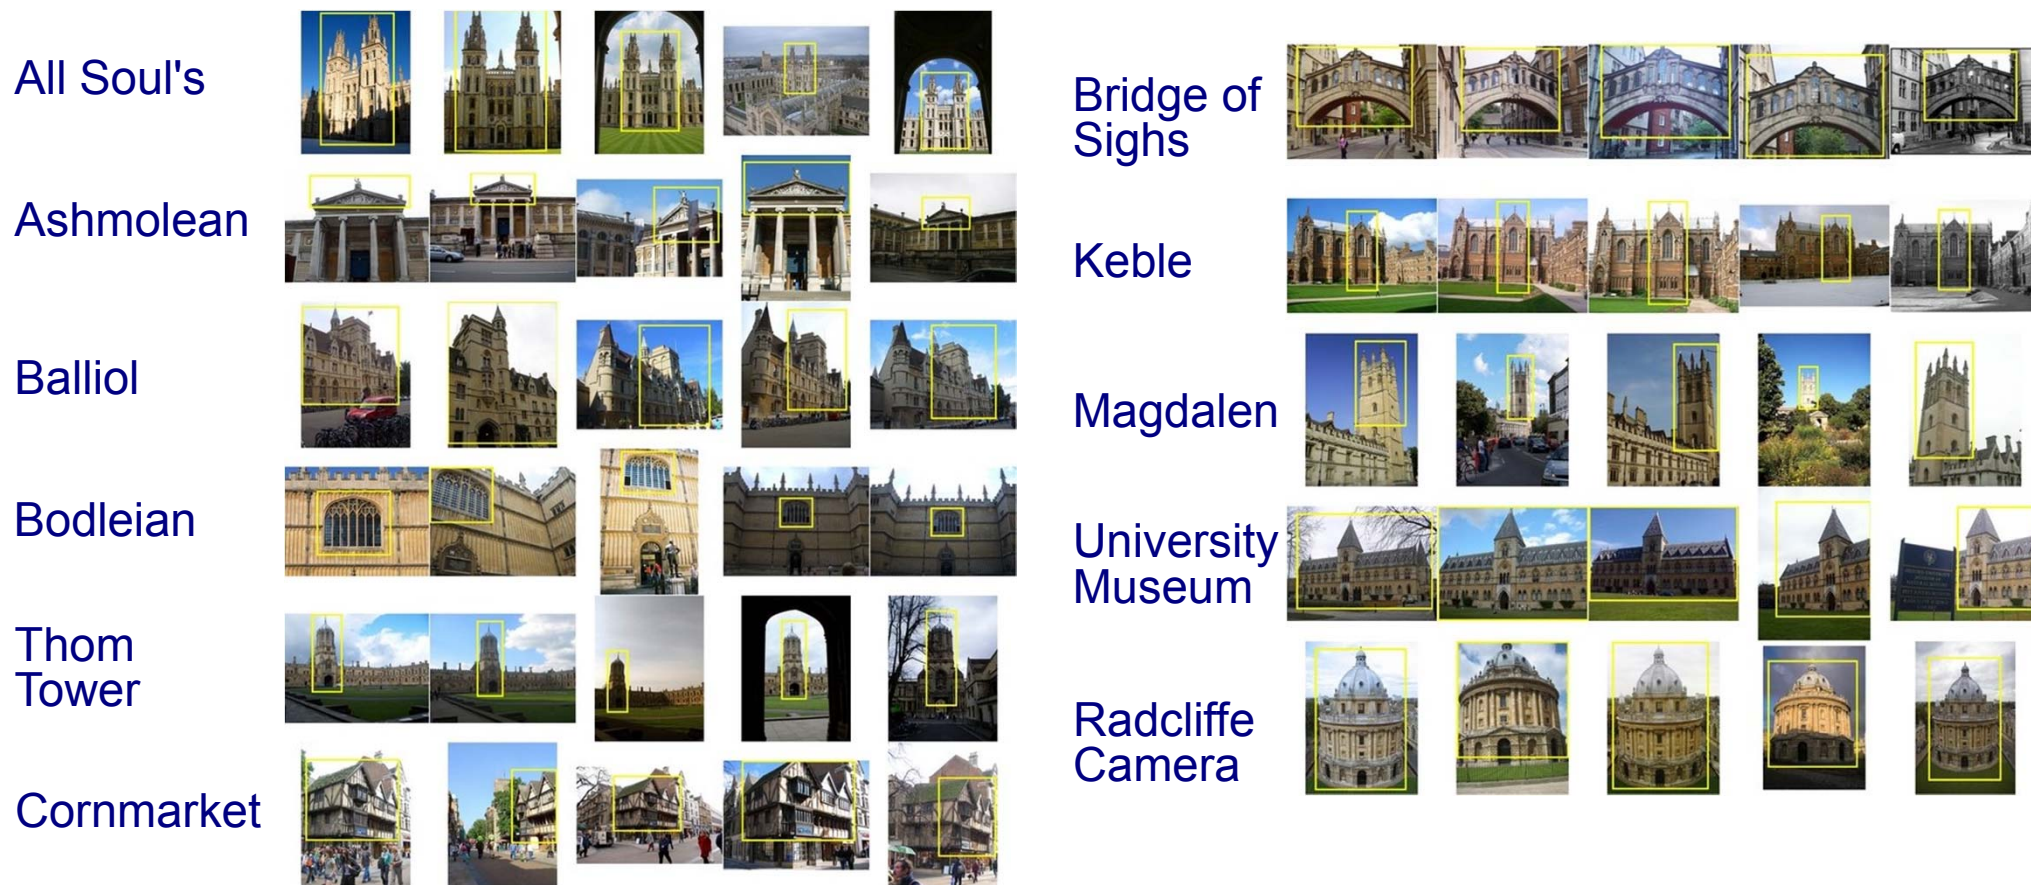 All Soul's
Ashmolean
Balliol
Bodleian
Thom
Tower
Cornmarket
Bridge of
Sighs
Keble
Magdalen
University
Museum
Radcliffe
Camera